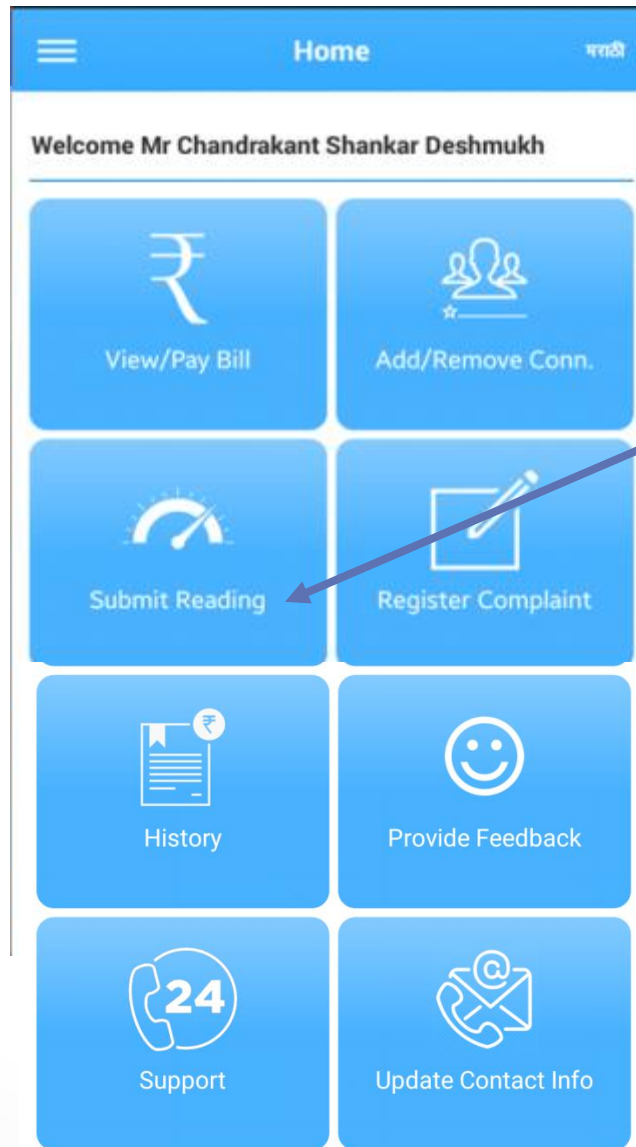 Home
मराठी
Welcome Mr Chandrakant Shankar Deshmukh
₹
View/Pay Bill
Add/Remove Conn.
Submit Reading
Register Complaint
₹
History
Provide Feedback
24
@
Support
Update Contact Info